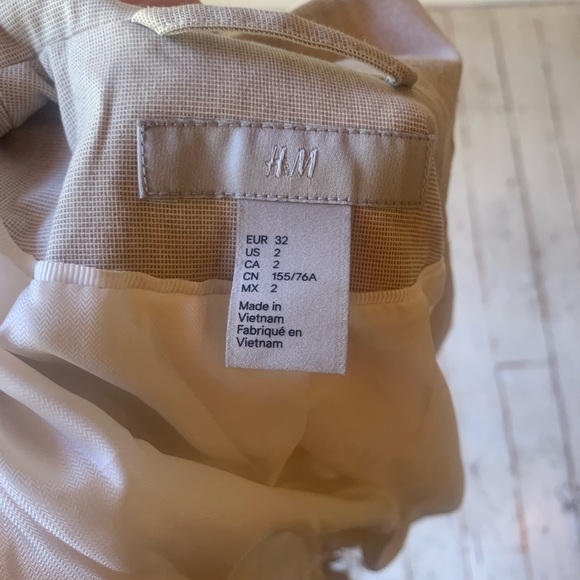 H.M
EUR 32
US 2
CA 2
CN 155/76A
MX 2
Made in
Vietnam
Fabriqué en
Vietnam